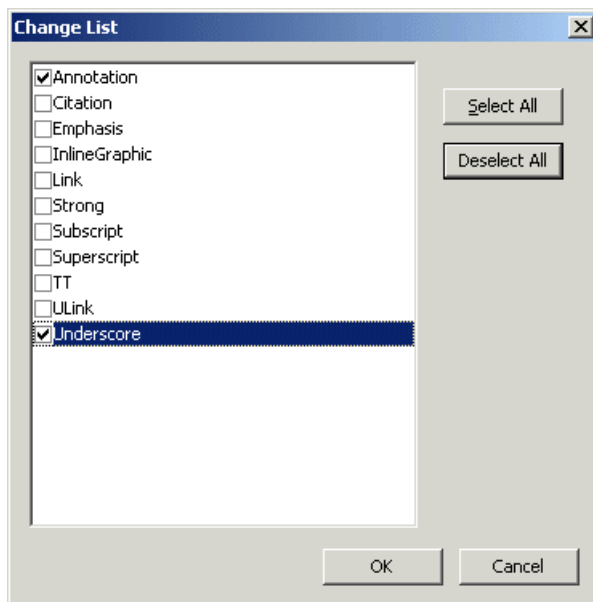 Change List
Annotation
Citation
Emphasis
InlineGraphic
Link
Strong
Subscript
Superscript
TT
ULink
Underscore
Select All
Deselect All
OK
Cancel